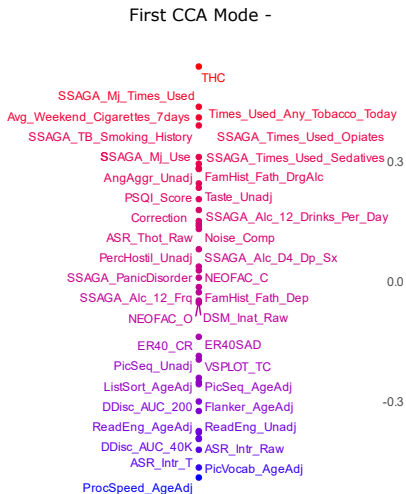 First CCA Mode -
THC
SSAGA_Mj_Times_Used
Avg_Weekend_Cigarettes_7days Times_Used_Any_Tobacco_Today
SSAGA_TB_Smoking_History SSAGA_Times_Used_Opiates
SSAGA_Mj_Use SSAGA_Times_Used_Sedatives 0.3
AngAggr_Unadj FamHist_Fath_DrgAlc
PSQI_Score Taste_Unadj
Correction SSAGA_Alc_12_Drinks_Per_Day
ASR_Thot_Raw Noise_Comp
PercHostil_Unadj SSAGA_Alc_D4_Dp_Sx
SSAGA_PanicDisorder NEOFAC_C 0.0
SSAGA_Alc_12_Frq FamHist_Fath_Dep
NEOFAC_O DSM_Inat_Raw
ER40_CR ER40SAD
PicSeq_Unadj VSPLOT_TC
ListSort_AgeAdj PicSeq_AgeAdj
DDisc_AUC_200 Flanker_AgeAdj -0.3
ReadEng_AgeAdj ReadEng_Unadj
DDisc_AUC_40K ASR_Intr_Raw
ASR_Intr_T PicVocab_AgeAdj
ProcSpeed_AgeAdj